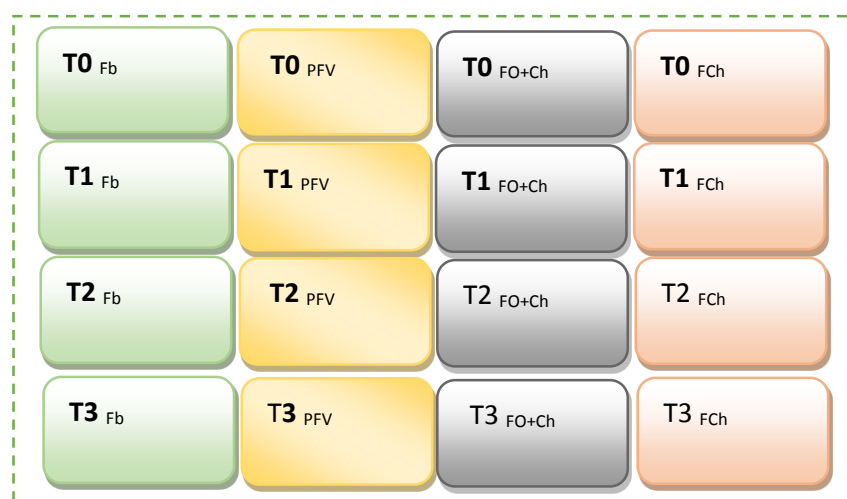 T0 Fb T0 PFV T0 FO+Ch T0 FCh
T1 Fb T1 PFV T1 FO+Ch T1 FCh
T2 Fb T2 PFV T2 FO+Ch T2 FCh
T3 Fb T3 PFV T3 FO+Ch T3 FCh